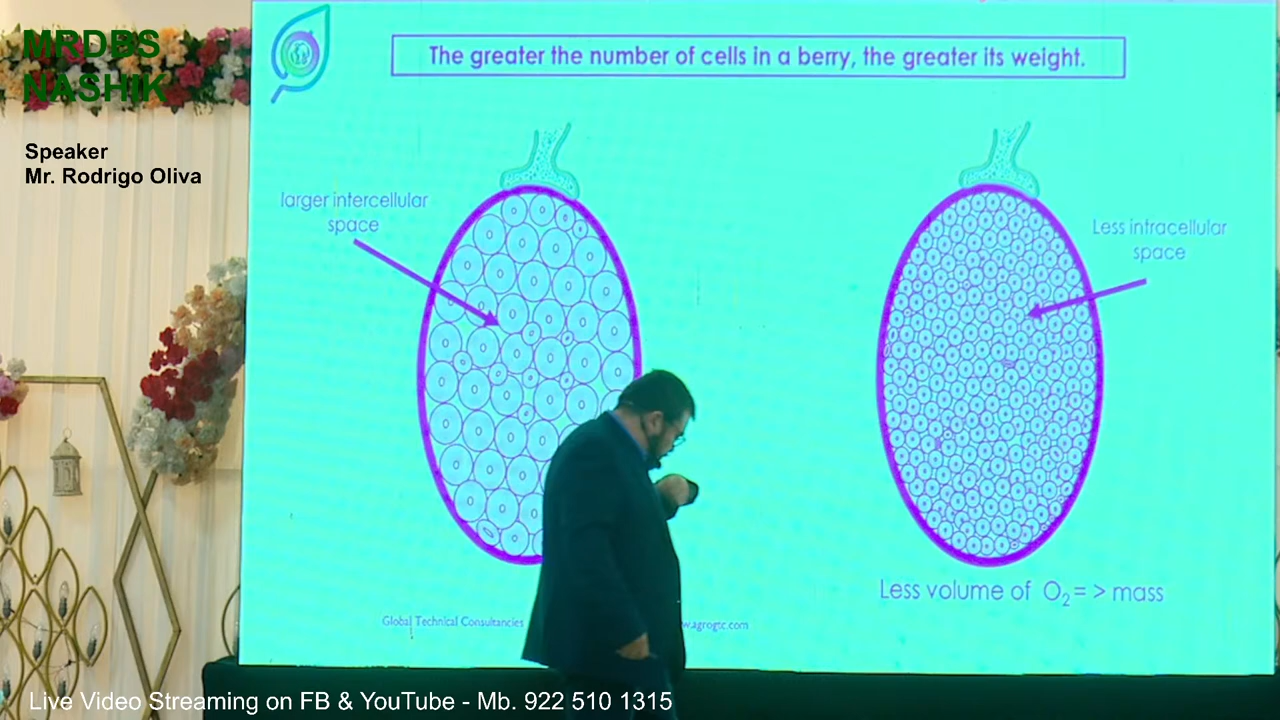 MRDBS
NASHIK
Speaker
Mr. Rodrigo Oliva
The greater the number of cells in a berry, the greater its weight.
larger intercellular
space
Less intracellular
space
Less volume of O₂ = > mass
Global Technical Consultancies
w.agrogtc.com
Live Video Streaming on FB & YouTube - Mb. 922 510 1315